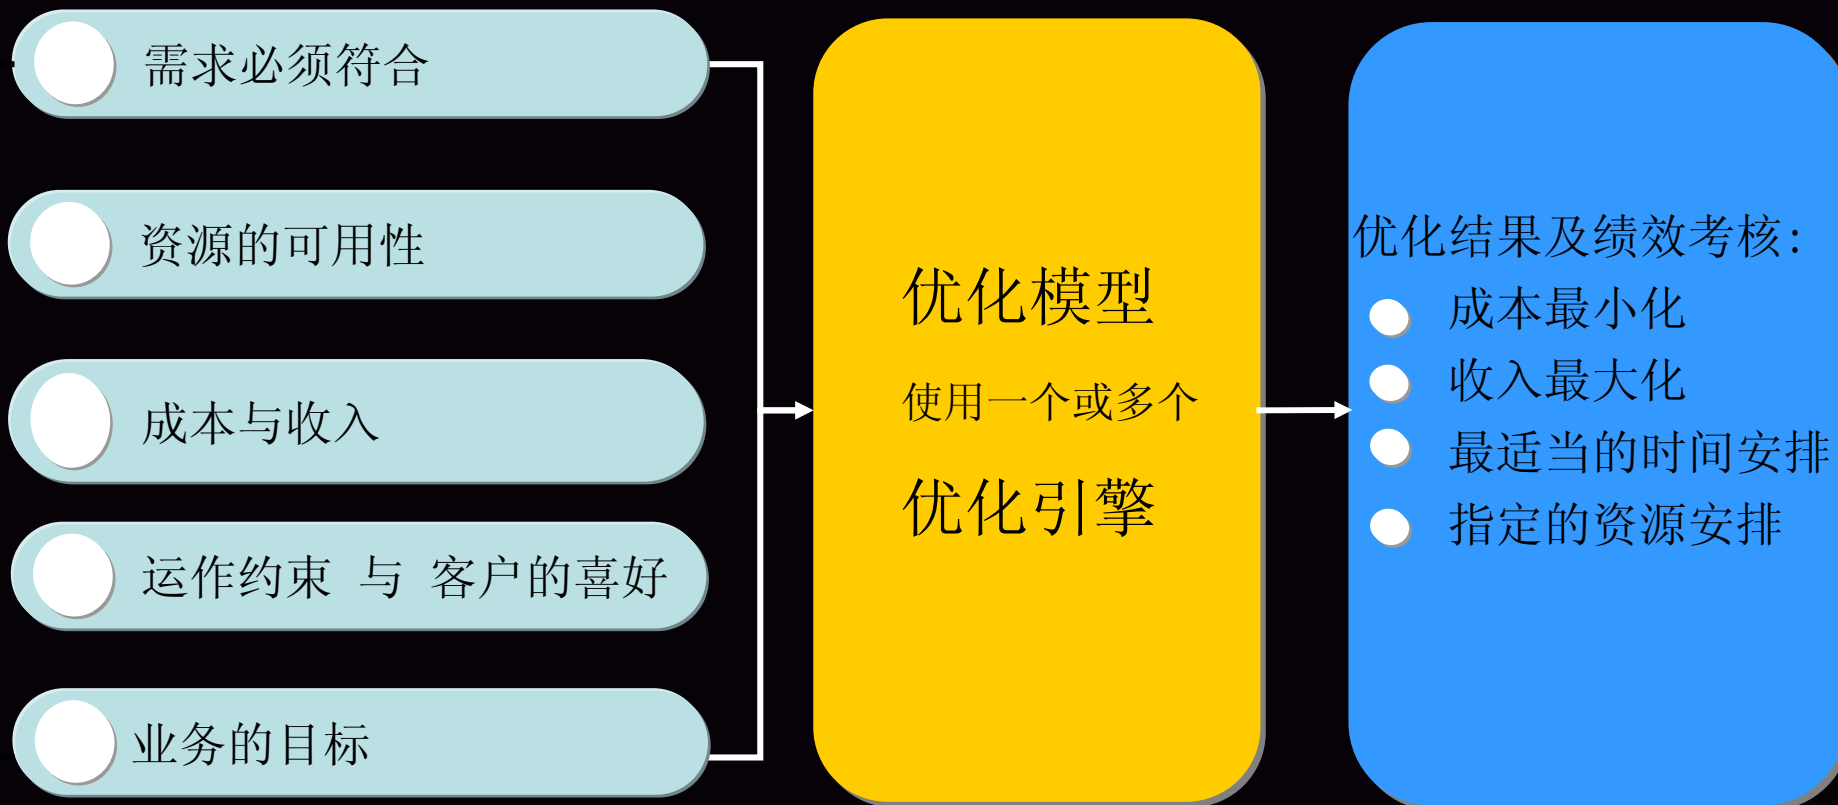 需求必须符合
资源的可用性
成本与收入
运作约束 与 客户的喜好
业务的目标
优化模型
使用一个或多个
优化引擎
优化结果及绩效考核：
成本最小化
收入最大化
最适当的时间安排
指定的资源安排